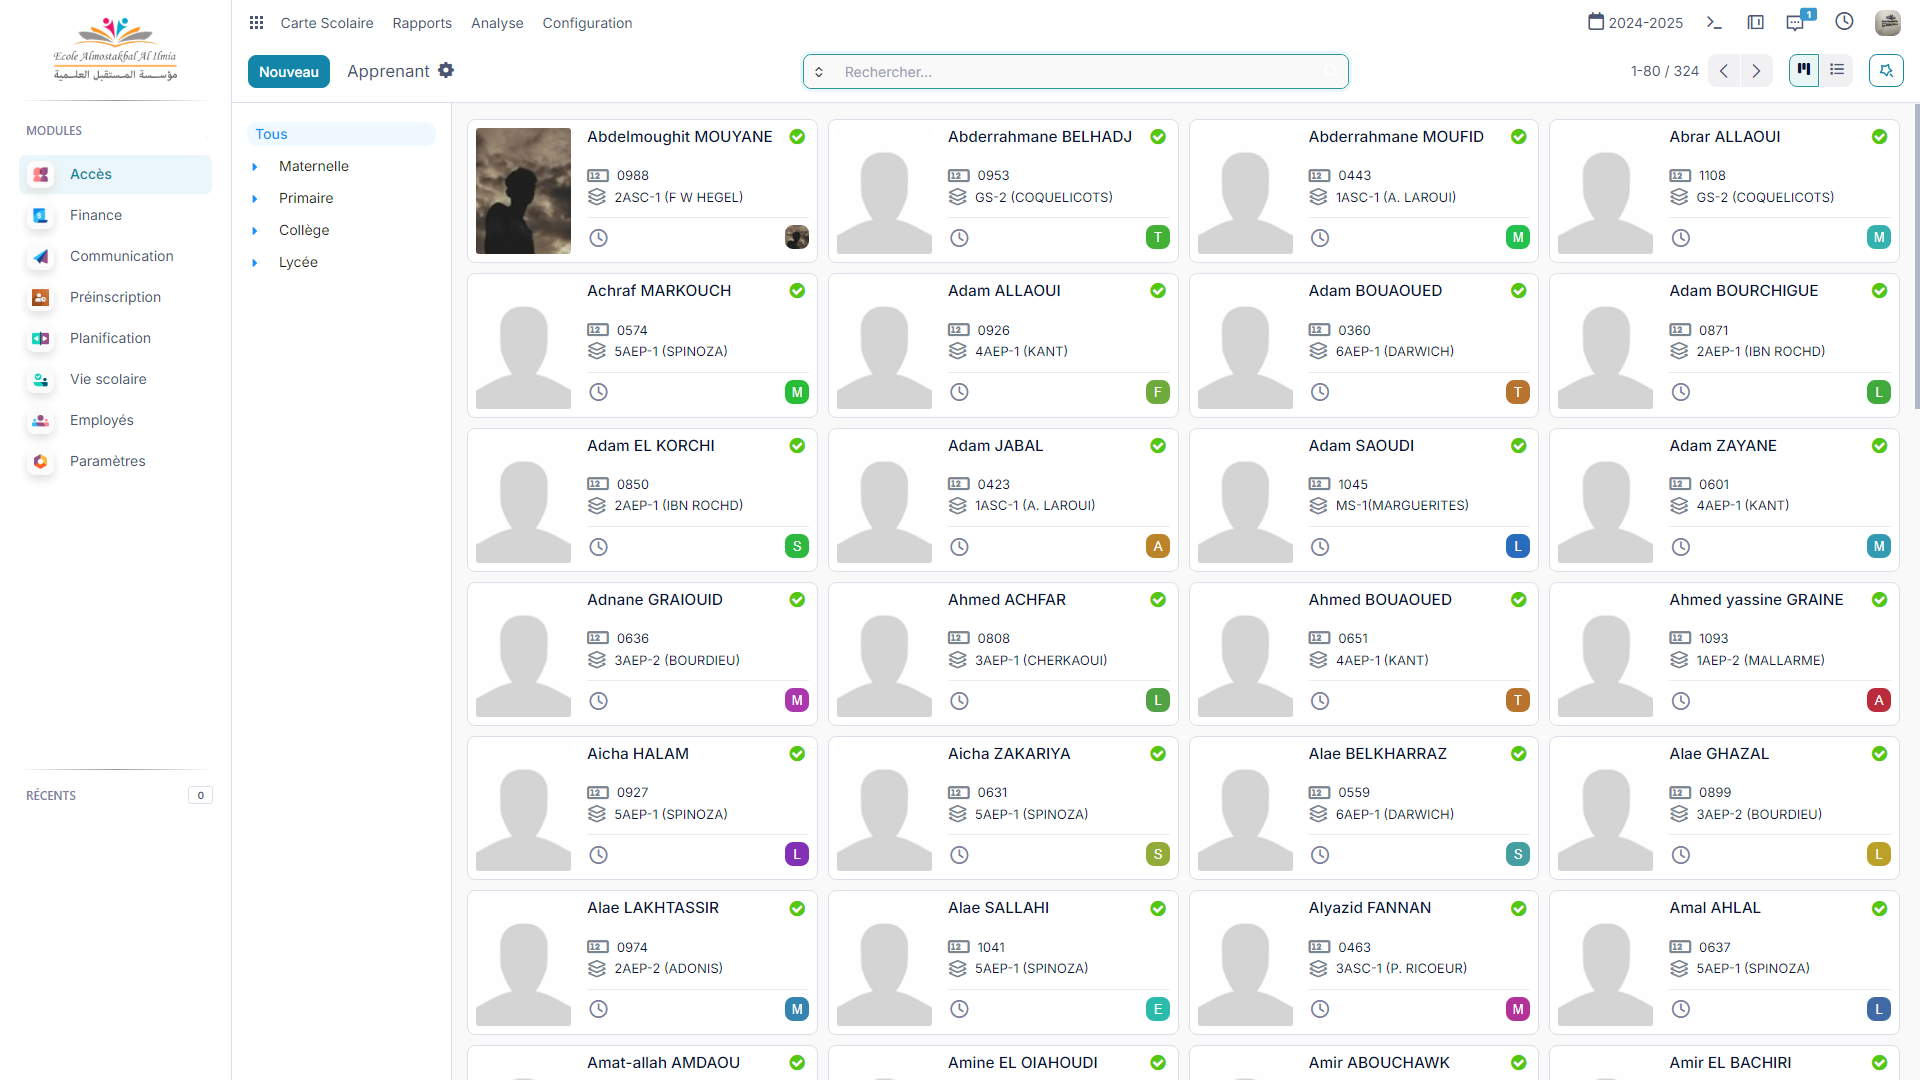 Ecole Almostakbal Al Ilmia
مؤسسة المستقبل العلمية
Carte Scolaire Rapports Analyse Configuration
2024-2025
1
Nouveau
Apprenant
Rechercher...
1-80 / 324
MODULES
Accès
Finance
Communication
Préinscription
Planification
Vie scolaire
Employés
Paramètres
RÉCENTS
0
Tous
Maternelle
Primaire
Collège
Lycée
Abdelmoughit MOUYANE
0988
2ASC-1 (F W HEGEL)
Abderrahmane BELHADJ
0953
GS-2 (COQUELICOTS)
T
Abderrahmane MOUFID
0443
1ASC-1 (A. LAROUI)
M
Abrar ALLAOUI
1108
GS-2 (COQUELICOTS)
M
Achraf MARKOUCH
0574
5AEP-1 (SPINOZA)
M
Adam ALLAOUI
0926
4AEP-1 (KANT)
F
Adam BOUAOUED
0360
6AEP-1 (DARWICH)
T
Adam BOURCHIGUE
0871
2AEP-1 (IBN ROCHD)
L
Adam EL KORCHI
0850
2AEP-1 (IBN ROCHD)
S
Adam JABAL
0423
1ASC-1 (A. LAROUI)
A
Adam SAOUDI
1045
MS-1(MARGUERITES)
L
Adam ZAYANE
0601
4AEP-1 (KANT)
M
Adnane GRAIOUID
0636
3AEP-2 (BOURDIEU)
M
Ahmed ACHFAR
0808
3AEP-1 (CHERKAOUI)
L
Ahmed BOUAOUED
0651
4AEP-1 (KANT)
T
Ahmed yassine GRAINE
1093
1AEP-2 (MALLARME)
A
Aicha HALAM
0927
5AEP-1 (SPINOZA)
L
Aicha ZAKARIYA
0631
5AEP-1 (SPINOZA)
S
Alae BELKHARRAZ
0559
6AEP-1 (DARWICH)
S
Alae GHAZAL
0899
3AEP-2 (BOURDIEU)
L
Alae LAKHTASSIR
0974
2AEP-2 (ADONIS)
M
Alae SALLAHI
1041
5AEP-1 (SPINOZA)
E
Alyazid FANNAN
0463
3ASC-1 (P. RICOEUR)
M
Amal AHLAL
0637
5AEP-1 (SPINOZA)
L
Amat-allah AMDAOU
Amine EL OIAHOUDI
Amir ABOUCHAWK
Amir EL BACHIRI